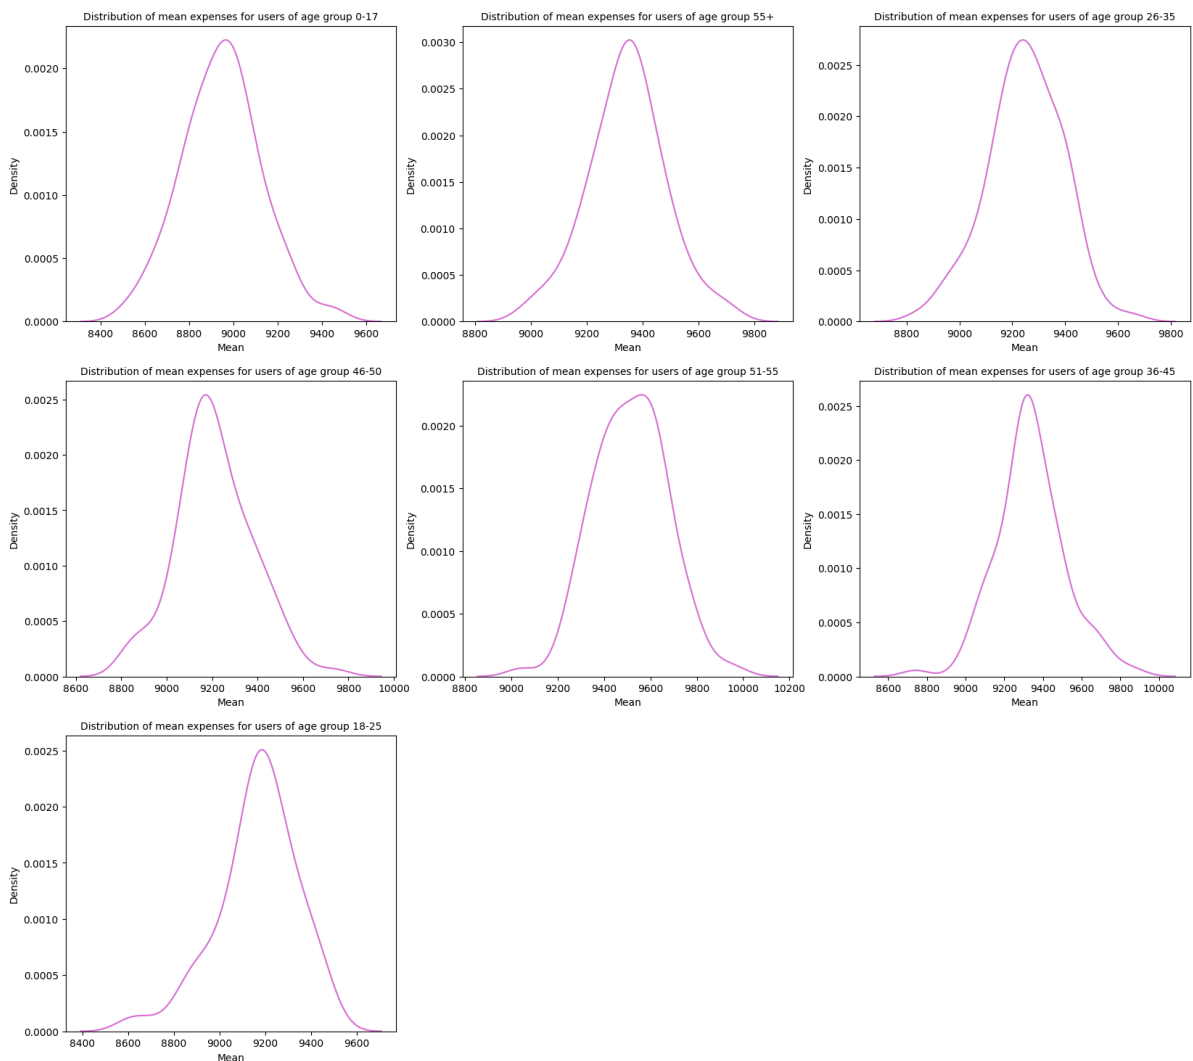 Distribution of mean expenses for users of age group 0-17
0.0020
0.0015
0.0010
0.0005
0.0000
Density
8400 8600 8800 9000 9200 9400 9600
Mean
Distribution of mean expenses for users of age group 55+
0.0030
0.0025
0.0020
0.0015
0.0010
0.0005
0.0000
Density
8800 9000 9200 9400 9600 9800
Mean
Distribution of mean expenses for users of age group 26-35
0.0025
0.0020
0.0015
0.0010
0.0005
0.0000
Density
8800 9000 9200 9400 9600 9800
Mean
Distribution of mean expenses for users of age group 46-50
0.0025
0.0020
0.0015
0.0010
0.0005
0.0000
Density
8600 8800 9000 9200 9400 9600 9800 10000
Mean
Distribution of mean expenses for users of age group 51-55
0.0020
0.0015
0.0010
0.0005
0.0000
Density
8800 9000 9200 9400 9600 9800 10000 10200
Mean
Distribution of mean expenses for users of age group 36-45
0.0025
0.0020
0.0015
0.0010
0.0005
0.0000
Density
8600 8800 9000 9200 9400 9600 9800 10000
Mean
Distribution of mean expenses for users of age group 18-25
0.0025
0.0020
0.0015
0.0010
0.0005
0.0000
Density
8400 8600 8800 9000 9200 9400 9600
Mean